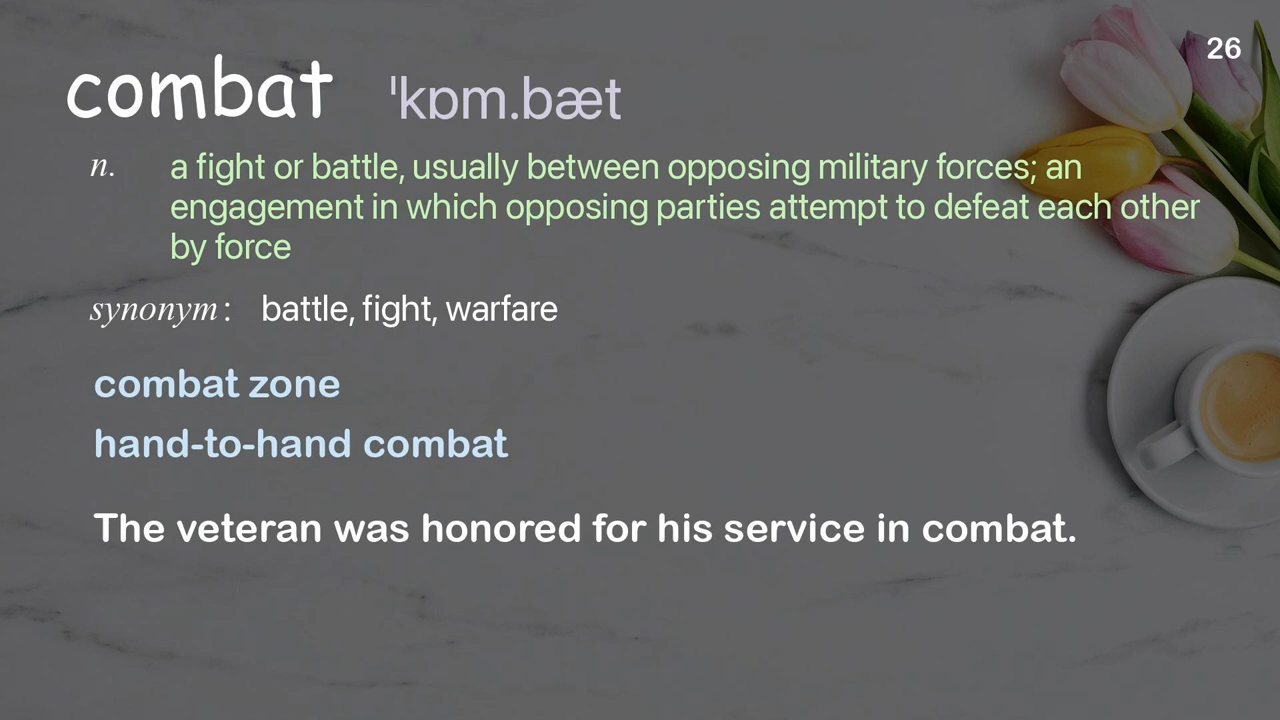 26
combat ˈkɒm.bæt
n. a fight or battle, usually between opposing military forces; an
engagement in which opposing parties attempt to defeat each other
by force
synonym: battle, fight, warfare
combat zone
hand-to-hand combat
The veteran was honored for his service in combat.